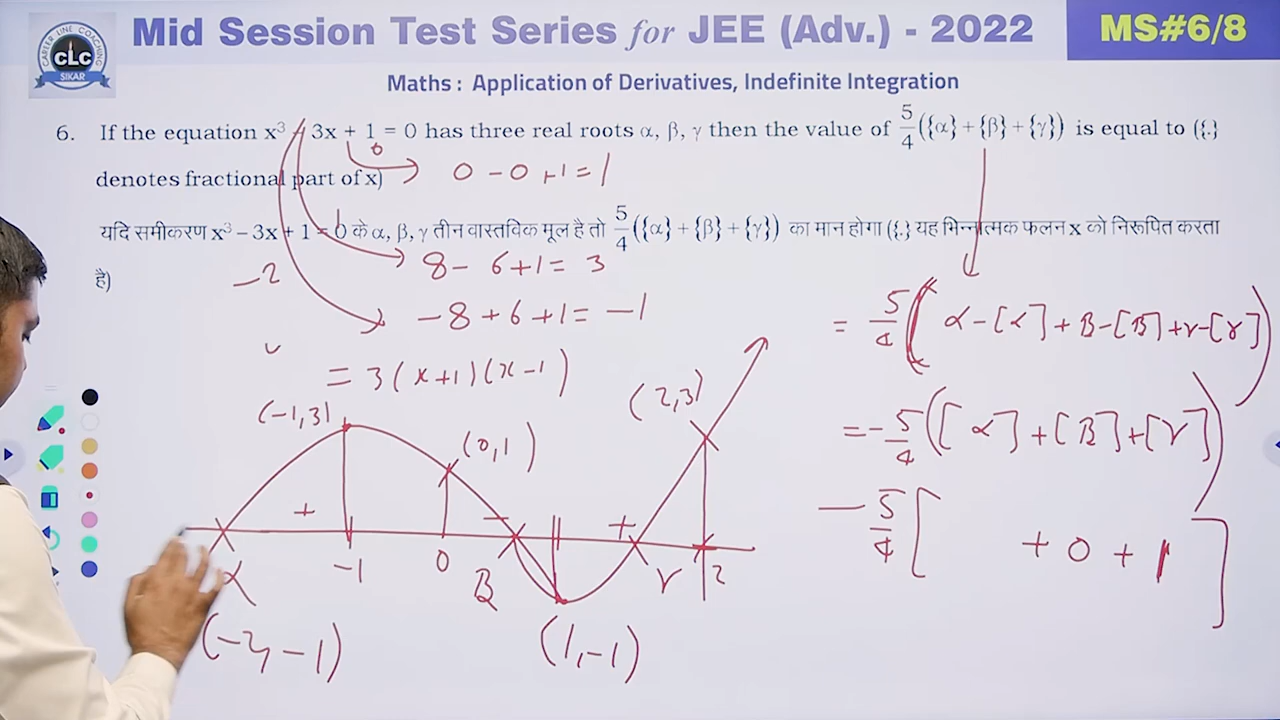 Mid Session Test Series for JEE (Adv.) - 2022
MS#6/8
CAREER LINE COACHING
CLC
SIKAR
Maths : Application of Derivatives, Indefinite Integration
6. If the equation x³ – 3x + 1 = 0 has three real roots α, β, γ then the value of 5/4 ({α} + {β} + {γ}) is equal to ({.}
denotes fractional part of x)
0 - 0 + 1 = 1
यदि समीकरण x³ – 3x + 1 = 0 के α, β, γ तीन वास्तविक मूल है तो 5/4 ({α} + {β} + {γ}) का मान होगा ({.} यह भिन्नात्मक फलन x को निरूपित करता
है)
-2
8 - 6 + 1 = 3
-8 + 6 + 1 = -1
= 3(x+1)(x-1)
= 5/4 (α-[α] + β-[β] + γ-[γ])
= -5/4 ([α] + [β] + [γ])
- 5/4 [ + 0 + 1 ]
(-1,3)
(0,1)
(2,3)
+
-
+
α
-1
0
β
γ
2
(-2,-1)
(1,-1)